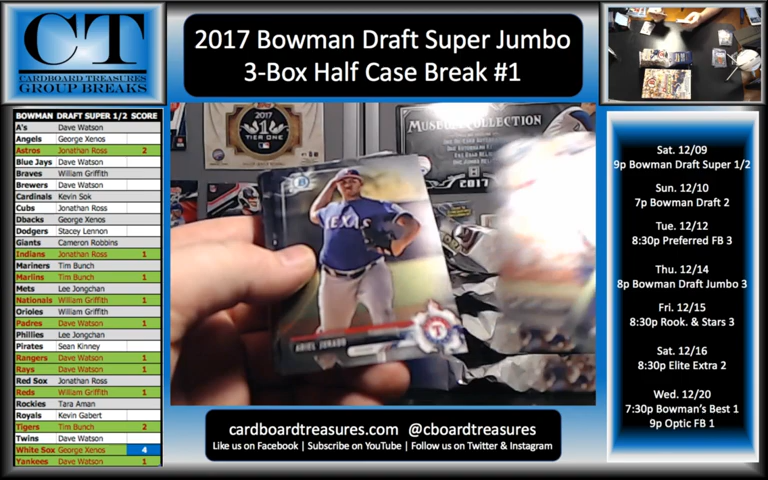 CT
CARDBOARD TREASURES
GROUP BREAKS
2017 Bowman Draft Super Jumbo
3-Box Half Case Break #1
BOWMAN DRAFT SUPER 1/2 SCORE
A's Dave Watson
Angels George Xenos
Astros Jonathan Ross 2
Blue Jays Dave Watson
Braves William Griffith
Brewers Dave Watson
Cardinals Kevin Sok
Cubs Jonathan Ross
Dbacks George Xenos
Dodgers Stacey Lennon
Giants Cameron Robbins
Indians Jonathan Ross 1
Mariners Tim Bunch
Marlins Tim Bunch 1
Mets Lee Jongchan
Nationals William Griffith 1
Orioles William Griffith
Padres Dave Watson 1
Phillies Lee Jongchan
Pirates Sean Kinney
Rangers Dave Watson 1
Rays Dave Watson 1
Red Sox Jonathan Ross
Reds William Griffith 1
Rockies Tara Aman
Royals Kevin Gabert
Tigers Tim Bunch 2
Twins Dave Watson
White Sox George Xenos 4
Yankees Dave Watson 1
2017
TIER ONE
MUSEUM COLLECTION
2017
TEXAS
ARIEL JURADO
T
cardboardtreasures.com @cboardtreasures
Like us on Facebook | Subscribe on YouTube | Follow us on Twitter & Instagram
Sat. 12/09
9p Bowman Draft Super 1/2
Sun. 12/10
7p Bowman Draft 2
Tue. 12/12
8:30p Preferred FB 3
Thu. 12/14
8p Bowman Draft Jumbo 3
Fri. 12/15
8:30p Rook. & Stars 3
Sat. 12/16
8:30p Elite Extra 2
Wed. 12/20
7:30p Bowman's Best 1
9p Optic FB 1